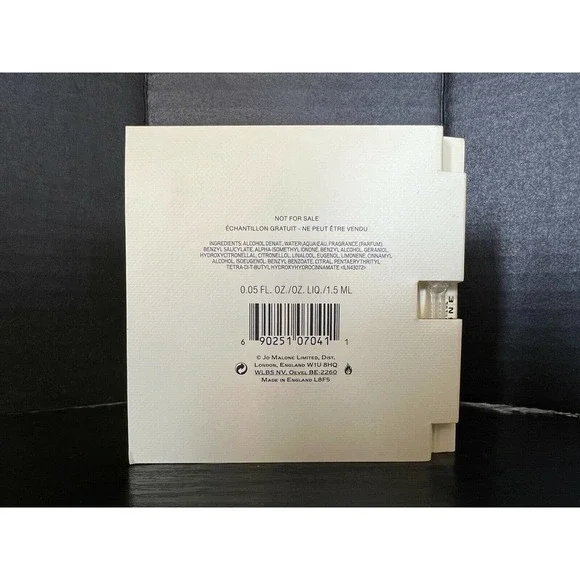 NOT FOR SALE
ÉCHANTILLON GRATUIT - NE PEUT ÊTRE VENDU
INGREDIENTS: ALCOHOL DENAT., WATER\AQUA\EAU, FRAGRANCE (PARFUM),
BENZYL SALICYLATE, ALPHA-ISOMETHYL IONONE, BENZYL ALCOHOL, GERANIOL,
HYDROXYCITRONELLAL, CITRONELLOL, LINALOOL, EUGENOL, LIMONENE, CINNAMYL
ALCOHOL, ISOEUGENOL, BENZYL BENZOATE, CITRAL, PENTAERYTHRITYL
TETRA-DI-T-BUTYL HYDROXYHYDROCINNAMATE <ILN43072>
0.05 FL. OZ./OZ. LIQ./1.5 ML
6 90251 07041 1
© JO MALONE LIMITED, DIST.
LONDON, ENGLAND W1U 8HQ
WLBS NV, OEVEL BE-2260
MADE IN ENGLAND L8F5
N E